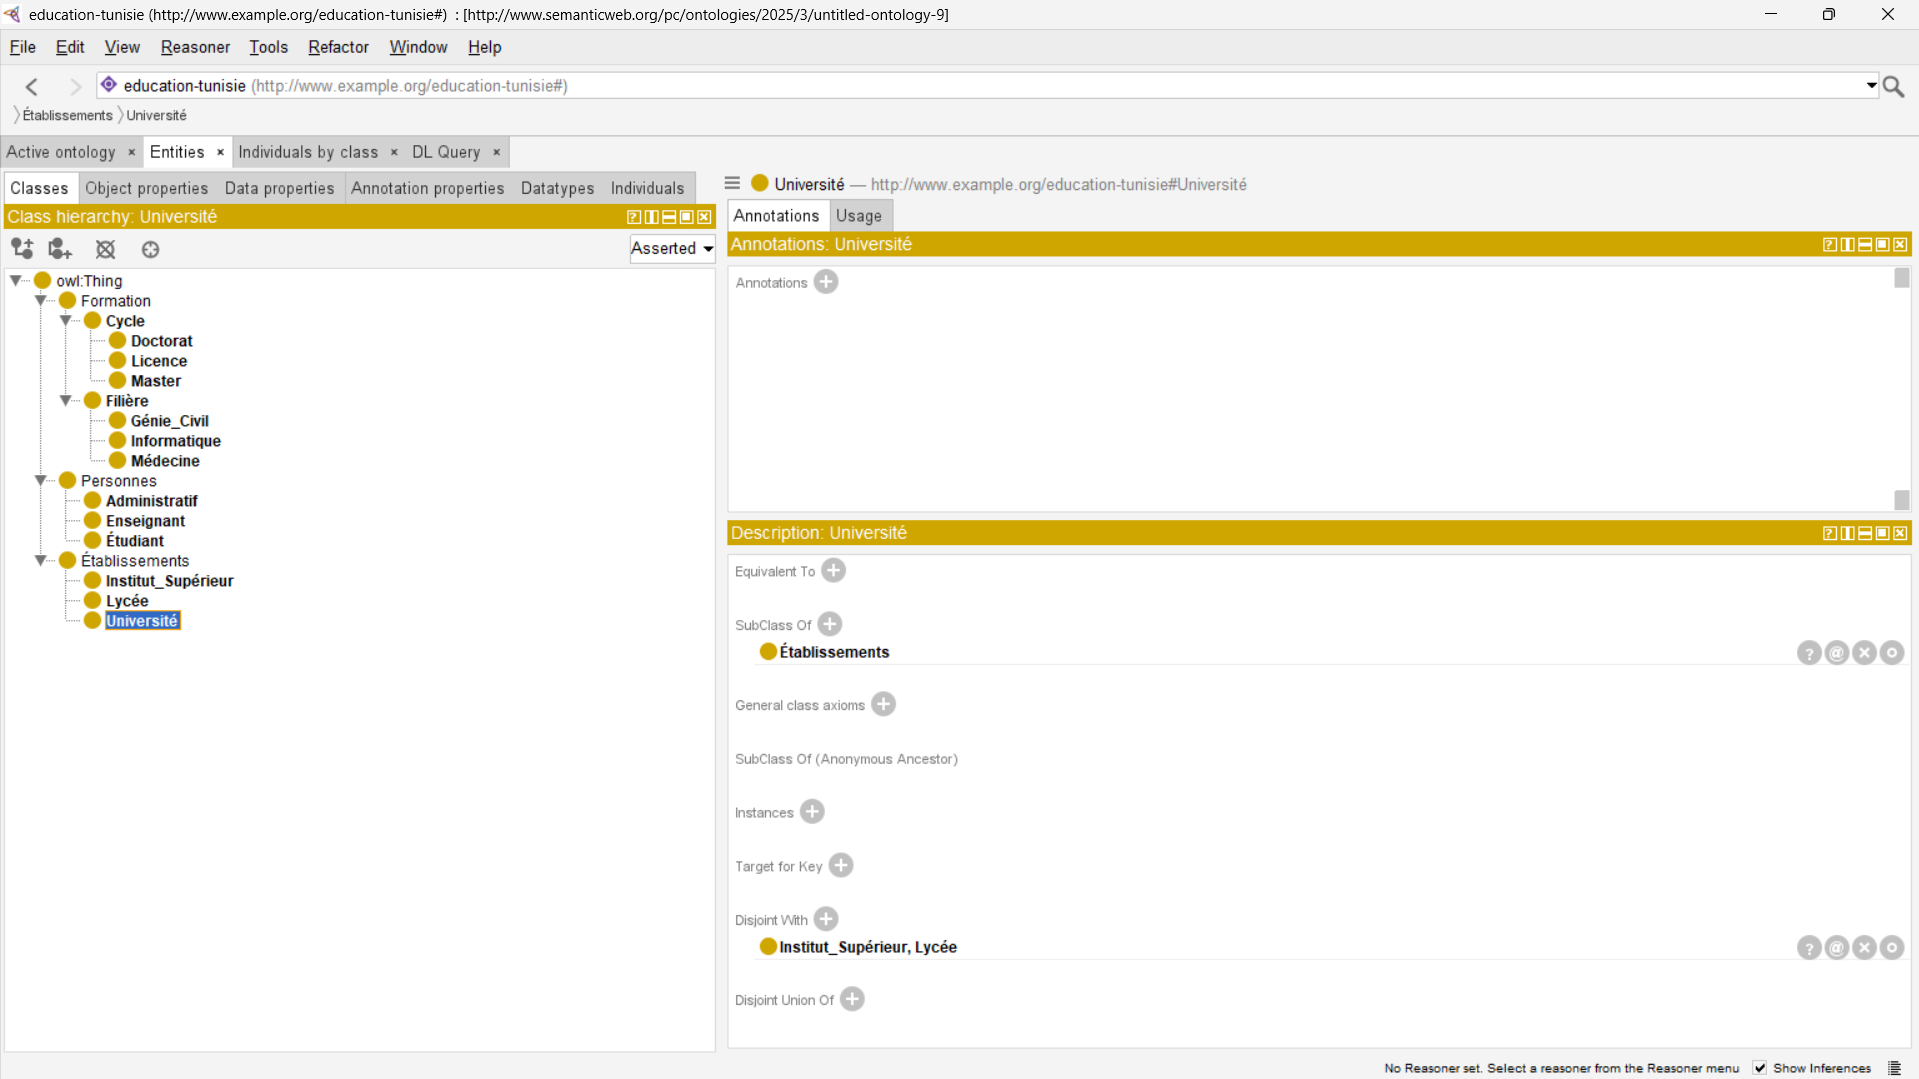 education-tunisie (http://www.example.org/education-tunisie#)  : [http://www.semanticweb.org/pc/ontologies/2025/3/untitled-ontology-9]
File Edit View Reasoner Tools Refactor Window Help
education-tunisie (http://www.example.org/education-tunisie#)
Établissements Université
Active ontology × Entities × Individuals by class × DL Query ×
Classes Object properties Data properties Annotation properties Datatypes Individuals
Class hierarchy: Université
Asserted
owl:Thing
Formation
Cycle
Doctorat
Licence
Master
Filière
Génie_Civil
Informatique
Médecine
Personnes
Administratif
Enseignant
Étudiant
Établissements
Institut_Supérieur
Lycée
Université
Université — http://www.example.org/education-tunisie#Université
Annotations Usage
Annotations: Université
Annotations
Description: Université
Equivalent To
SubClass Of
Établissements
General class axioms
SubClass Of (Anonymous Ancestor)
Instances
Target for Key
Disjoint With
Institut_Supérieur, Lycée
Disjoint Union Of
No Reasoner set. Select a reasoner from the Reasoner menu Show Inferences